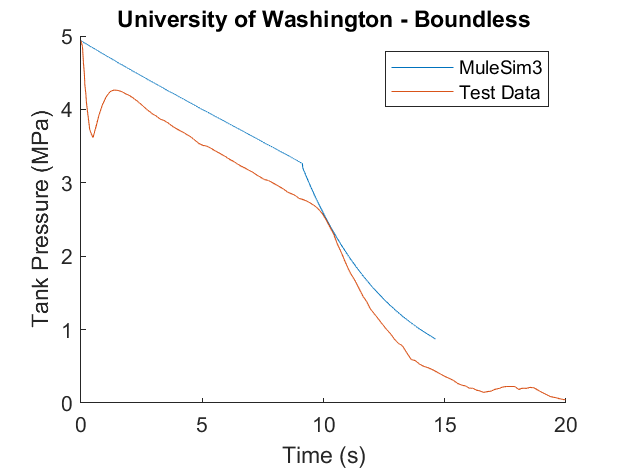 University of Washington - Boundless
MuleSim3
Test Data
Tank Pressure (MPa)
5
4
3
2
1
0
0 5 10 15 20
Time (s)